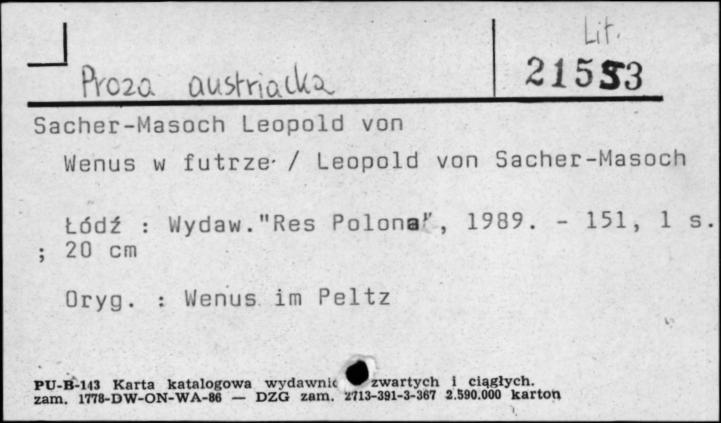 Lit.
Proza austriacka
21553
Sacher-Masoch Leopold von
Wenus w futrze / Leopold von Sacher-Masoch
Łódź : Wydaw."Res Polona", 1989. - 151, 1 s.
; 20 cm
Oryg. : Wenus im Peltz
PU-B-143 Karta katalogowa zwartych i ciągłych.
zam. 1778-DW-ON-WA-86 — DZG zam. 2713-391-3-367 2.590.000 karton